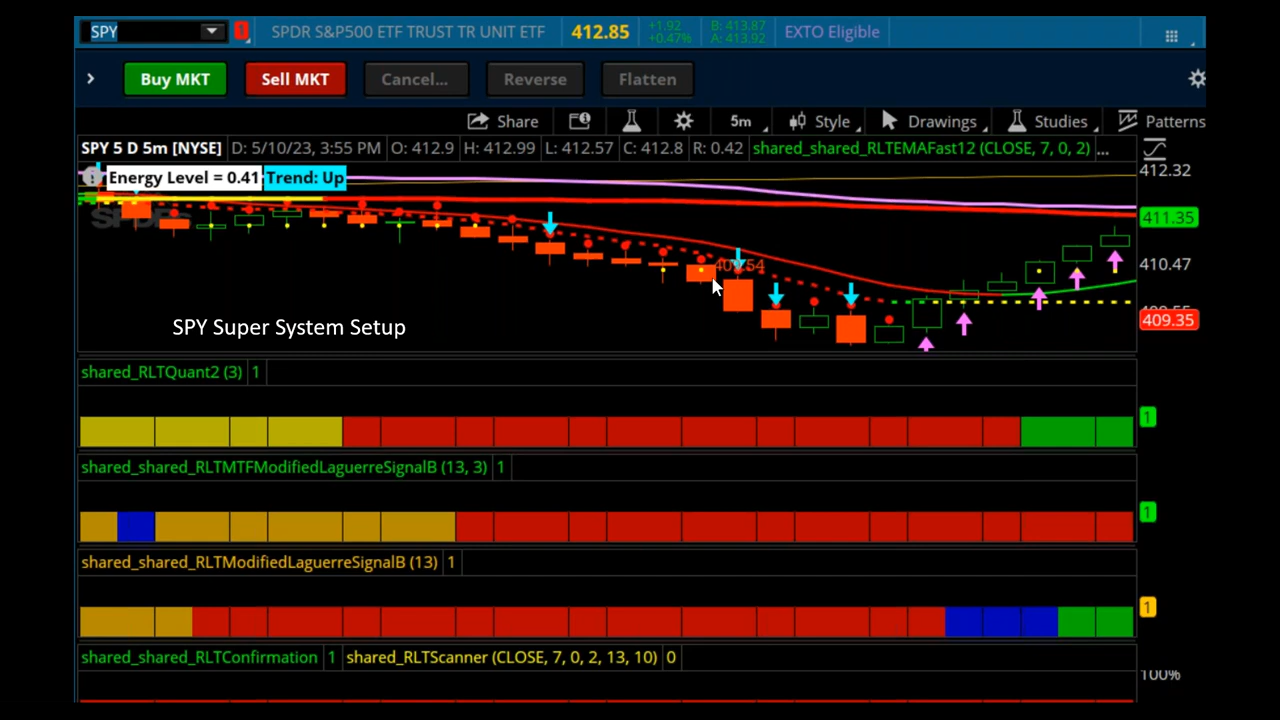 SPY 1 SPDR S&P500 ETF TRUST TR UNIT ETF 412.85 +1.92 +0.47% B: 413.87 A: 413.92 EXTO Eligible
Buy MKT Sell MKT Cancel... Reverse Flatten
Share 5m Style Drawings Studies Patterns
SPY 5 D 5m [NYSE] D: 5/10/23, 3:55 PM O: 412.9 H: 412.99 L: 412.57 C: 412.8 R: 0.42 shared_shared_RLTEMAFast12 (CLOSE, 7, 0, 2) ...
412.32
Energy Level = 0.41 Trend: Up
411.35
410.47
409.35
SPY Super System Setup
shared_RLTQuant2 (3) 1
1
shared_shared_RLTMTFModifiedLaguerreSignalB (13, 3) 1
1
shared_shared_RLTModifiedLaguerreSignalB (13) 1
1
shared_shared_RLTConfirmation 1 shared_RLTScanner (CLOSE, 7, 0, 2, 13, 10) 0
100%